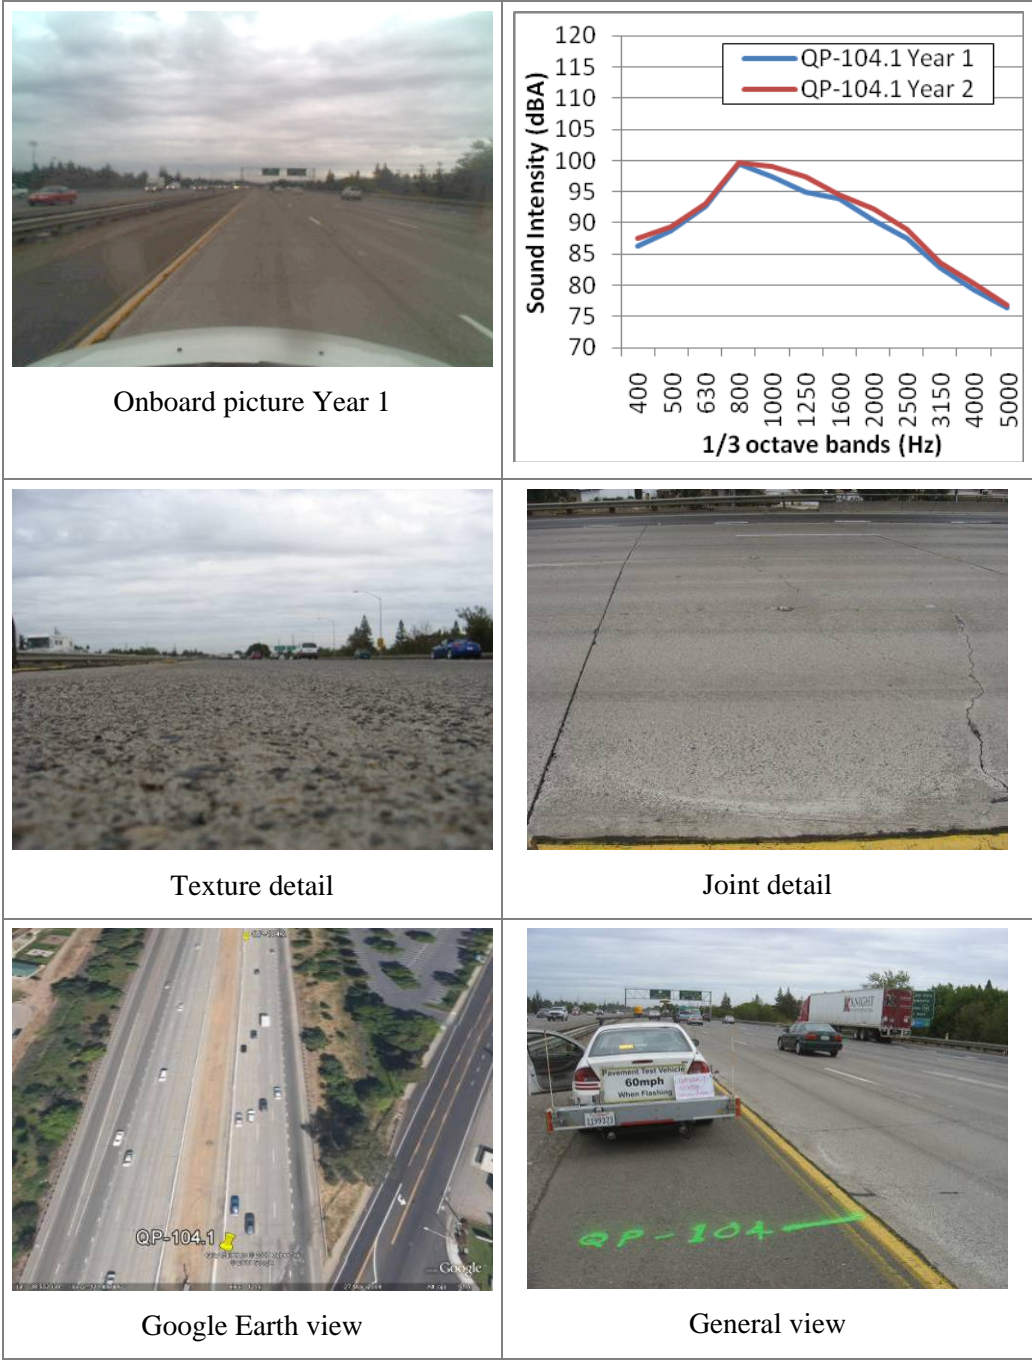 Onboard picture Year 1
120
115
110
105
100
95
90
85
80
75
70
Sound Intensity (dBA)
QP-104.1 Year 1
QP-104.1 Year 2
400
500
630
800
1000
1250
1600
2000
2500
3150
4000
5000
1/3 octave bands (Hz)
Texture detail
Joint detail
QP-104.1
Google
Google Earth view
Pavement Test Vehicle
60mph
When Flashing
KNIGHT
QP-104
General view